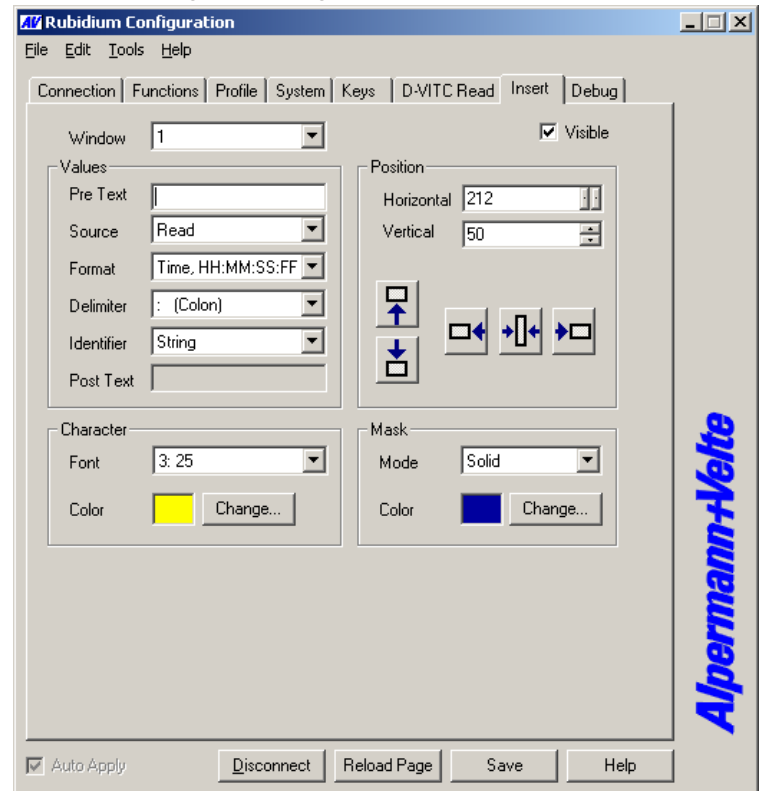 AV Rubidium Configuration
File Edit Tools Help
Connection Functions Profile System Keys D-VITC Read Insert Debug
Window 1
Visible
Values
Pre Text
Source Read
Format Time, HH:MM:SS:FF
Delimiter : (Colon)
Identifier String
Post Text
Position
Horizontal 212
Vertical 50
Character
Font 3: 25
Color Change...
Mask
Mode Solid
Color Change...
Alpermann+Velte
Auto Apply Disconnect Reload Page Save Help